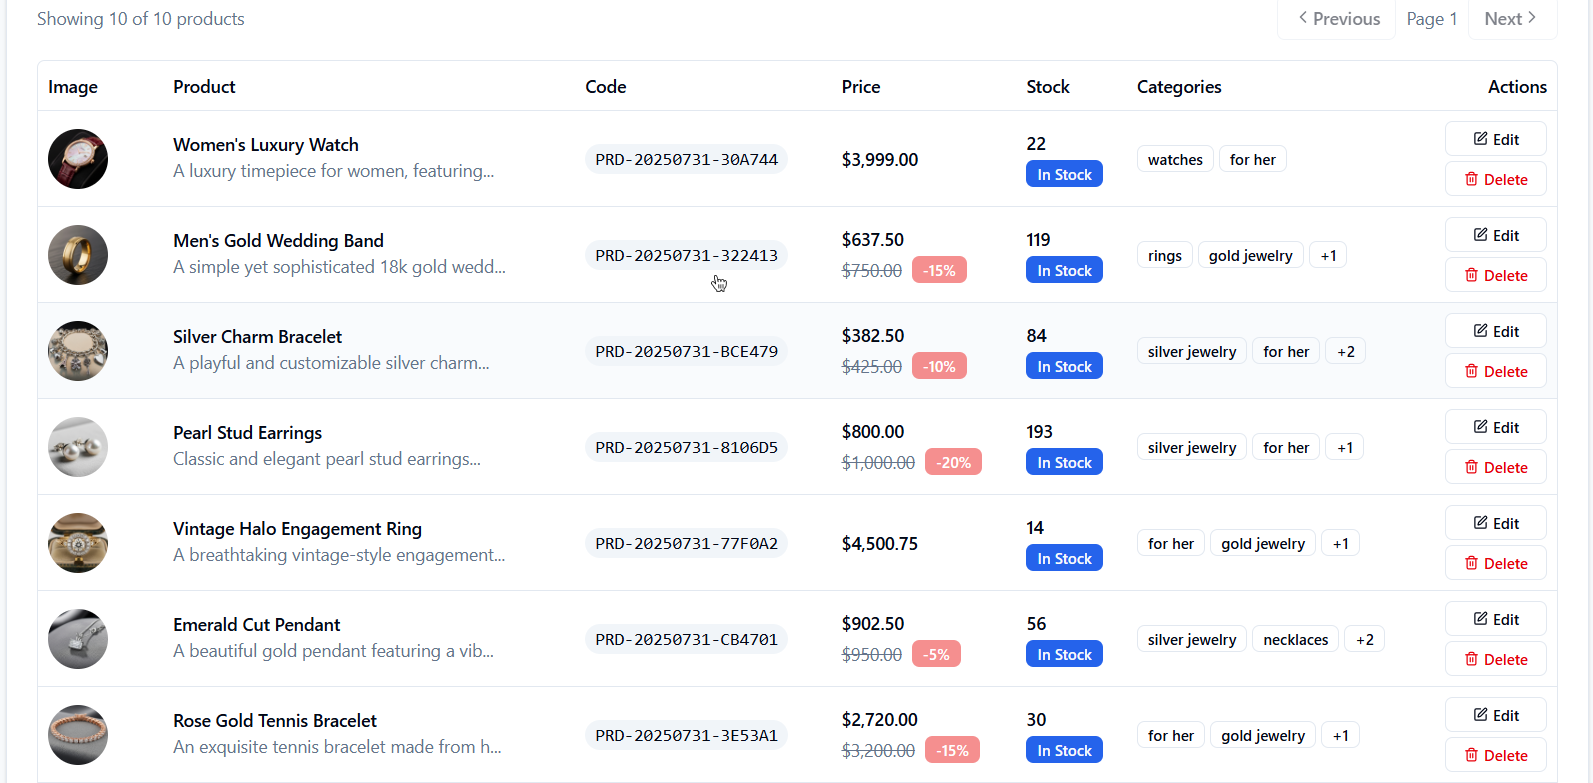 Showing 10 of 10 products
Previous Page 1 Next
Image Product Code Price Stock Categories Actions
Women's Luxury Watch
A luxury timepiece for women, featuring...
PRD-20250731-30A744
$3,999.00
22
In Stock
watches for her
Edit
Delete
Men's Gold Wedding Band
A simple yet sophisticated 18k gold wedd...
PRD-20250731-322413
$637.50
$750.00 -15%
119
In Stock
rings gold jewelry +1
Edit
Delete
Silver Charm Bracelet
A playful and customizable silver charm...
PRD-20250731-BCE479
$382.50
$425.00 -10%
84
In Stock
silver jewelry for her +2
Edit
Delete
Pearl Stud Earrings
Classic and elegant pearl stud earrings...
PRD-20250731-8106D5
$800.00
$1,000.00 -20%
193
In Stock
silver jewelry for her +1
Edit
Delete
Vintage Halo Engagement Ring
A breathtaking vintage-style engagement...
PRD-20250731-77F0A2
$4,500.75
14
In Stock
for her gold jewelry +1
Edit
Delete
Emerald Cut Pendant
A beautiful gold pendant featuring a vib...
PRD-20250731-CB4701
$902.50
$950.00 -5%
56
In Stock
silver jewelry necklaces +2
Edit
Delete
Rose Gold Tennis Bracelet
An exquisite tennis bracelet made from h...
PRD-20250731-3E53A1
$2,720.00
$3,200.00 -15%
30
In Stock
for her gold jewelry +1
Edit
Delete